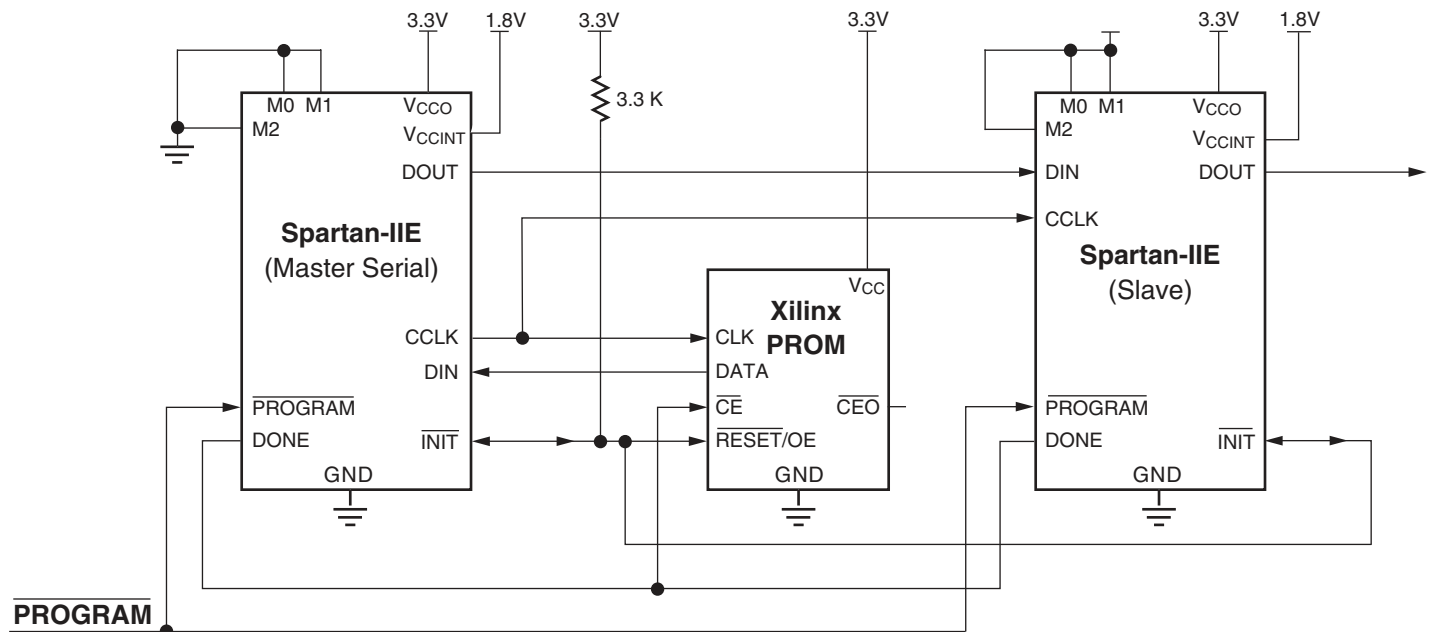 3.3V 1.8V 3.3V 3.3V 3.3V 1.8V
3.3 K
M0 M1
VCCO
M2
VCCINT
DOUT
Spartan-IIE
(Master Serial)
CCLK
DIN
PROGRAM
DONE
INIT
GND
VCC
Xilinx
PROM
CLK
DATA
CE
CEO
RESET/OE
GND
M0 M1
VCCO
M2
VCCINT
DIN
DOUT
CCLK
Spartan-IIE
(Slave)
PROGRAM
DONE
INIT
GND
PROGRAM